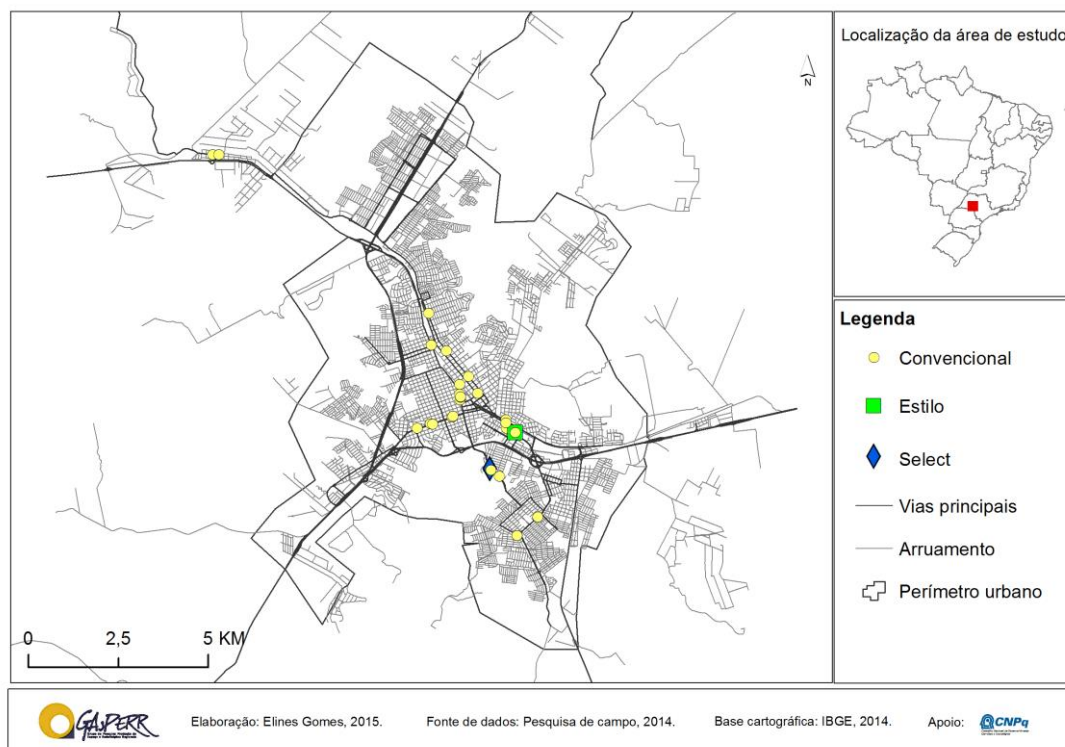 Localização da área de estudo
N
Legenda
Convencional
Estilo
Select
Vias principais
Arruamento
Perímetro urbano
0 2,5 5 KM
GAsPERR
Elaboração: Elines Gomes, 2015. Fonte de dados: Pesquisa de campo, 2014. Base cartográfica: IBGE, 2014. Apoio: CNPq